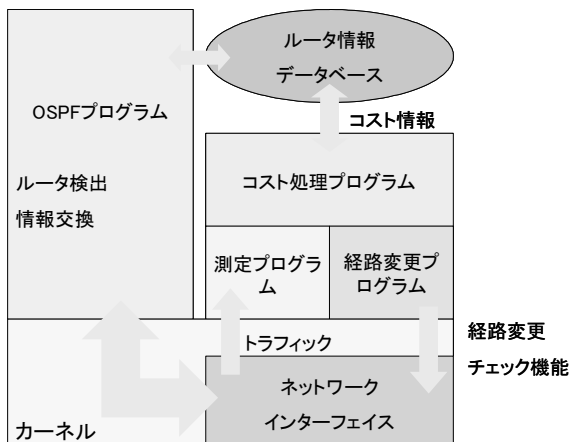 ルータ情報
データベース
OSPFプログラム
コスト情報
ルータ検出
情報交換
コスト処理プログラム
測定プログラ
ム
経路変更プ
ログラム
トラフィック
経路変更
チェック機能
ネットワーク
インターフェイス
カーネル